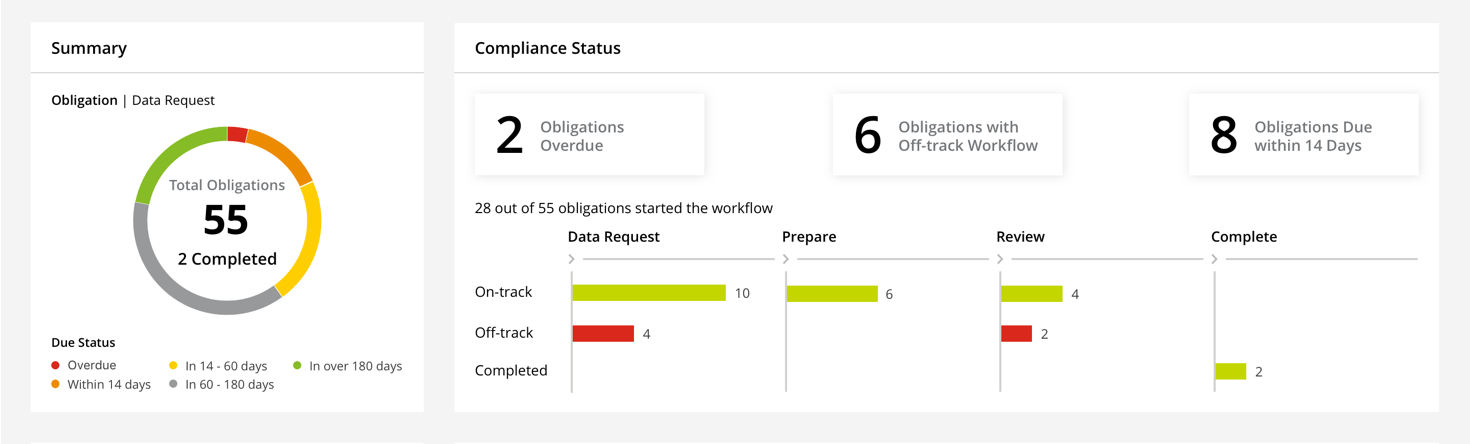 Summary
Obligation | Data Request
Total Obligations
55
2 Completed
Due Status
Overdue
In 14 - 60 days
In over 180 days
Within 14 days
In 60 - 180 days
Compliance Status
2
Obligations
Overdue
6
Obligations with
Off-track Workflow
8
Obligations Due
within 14 Days
28 out of 55 obligations started the workflow
Data Request
Prepare
Review
Complete
On-track
10
6
4
Off-track
4
2
Completed
2